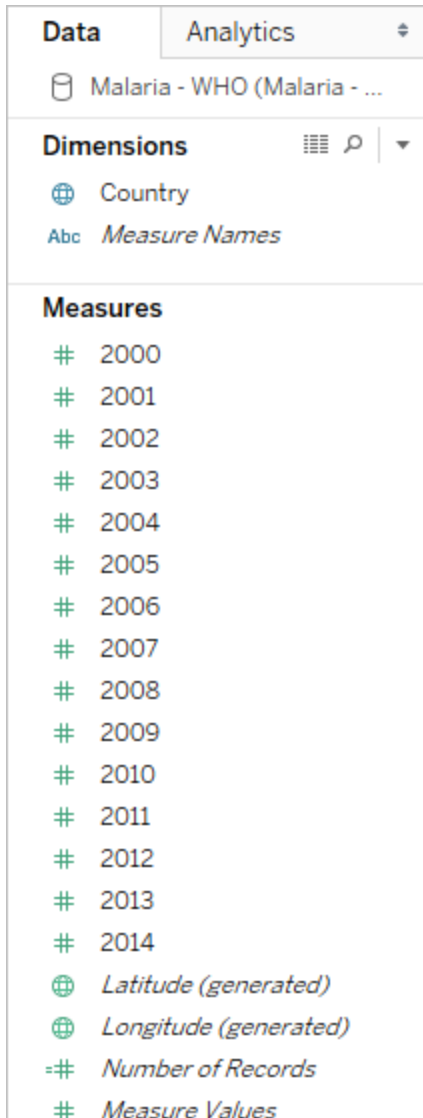 Data Analytics
Malaria - WHO (Malaria - ...
Dimensions
Country
Abc Measure Names
Measures
# 2000
# 2001
# 2002
# 2003
# 2004
# 2005
# 2006
# 2007
# 2008
# 2009
# 2010
# 2011
# 2012
# 2013
# 2014
Latitude (generated)
Longitude (generated)
=# Number of Records
# Measure Values